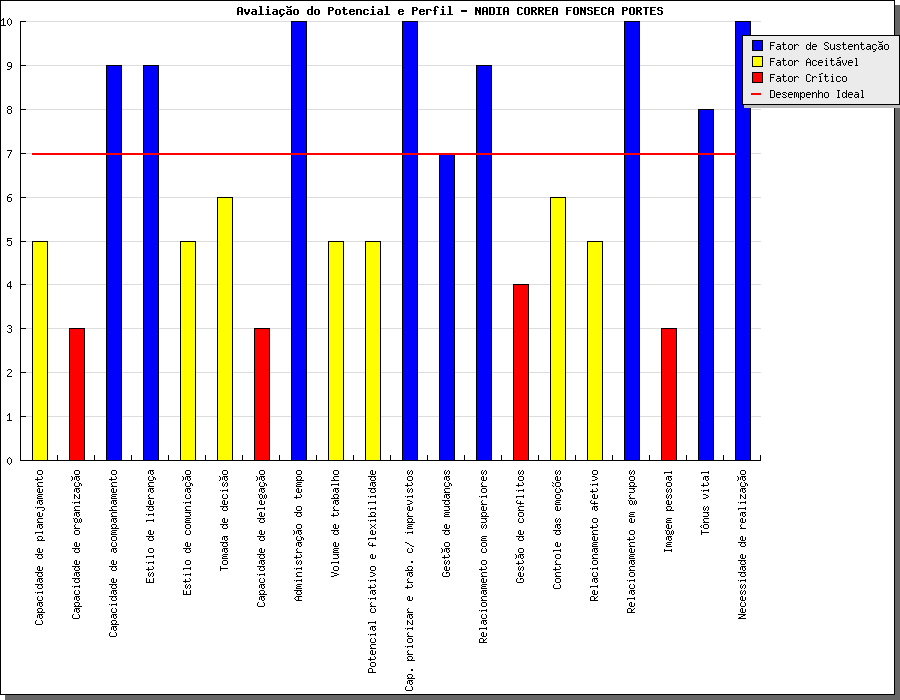 Avaliação do Potencial e Perfil - NADIA CORREA FONSECA PORTES
10
9
8
7
6
5
4
3
2
1
0
Fator de Sustentação
Fator Aceitável
Fator Crítico
Desempenho Ideal
Capacidade de planejamento
Capacidade de organização
Capacidade de acompanhamento
Estilo de liderança
Estilo de comunicação
Tomada de decisão
Capacidade de delegação
Administração do tempo
Volume de trabalho
Potencial criativo e flexibilidade
Cap. priorizar e trab. c/ imprevistos
Gestão de mudanças
Relacionamento com superiores
Gestão de conflitos
Controle das emoções
Relacionamento afetivo
Relacionamento em grupos
Imagem pessoal
Tônus vital
Necessidade de realização